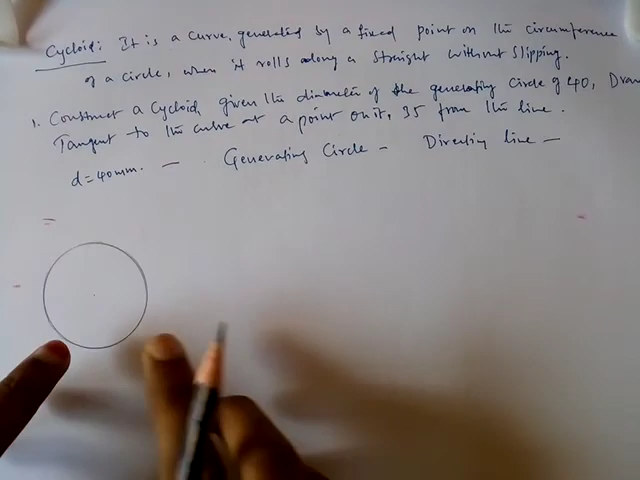 Cycloid: It is a curve, generated by a fixed point on the circumference
of a circle, when it rolls along a straight without slipping.
1. Construct a cycloid, given the diameter of the generating circle of 40, Draw
Tangent to the curve at a point on it, 35 from the line.
d=40mm. — Generating Circle – Directing line —